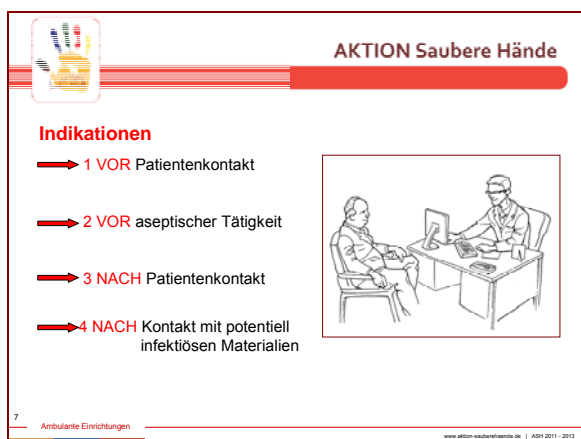 AKTION Saubere Hände
Indikationen
1 VOR Patientenkontakt
2 VOR aseptischer Tätigkeit
3 NACH Patientenkontakt
4 NACH Kontakt mit potentiell
infektiösen Materialien
7
Ambulante Einrichtungen
www.aktion-sauberehaende.de | ASH 2011 - 2013